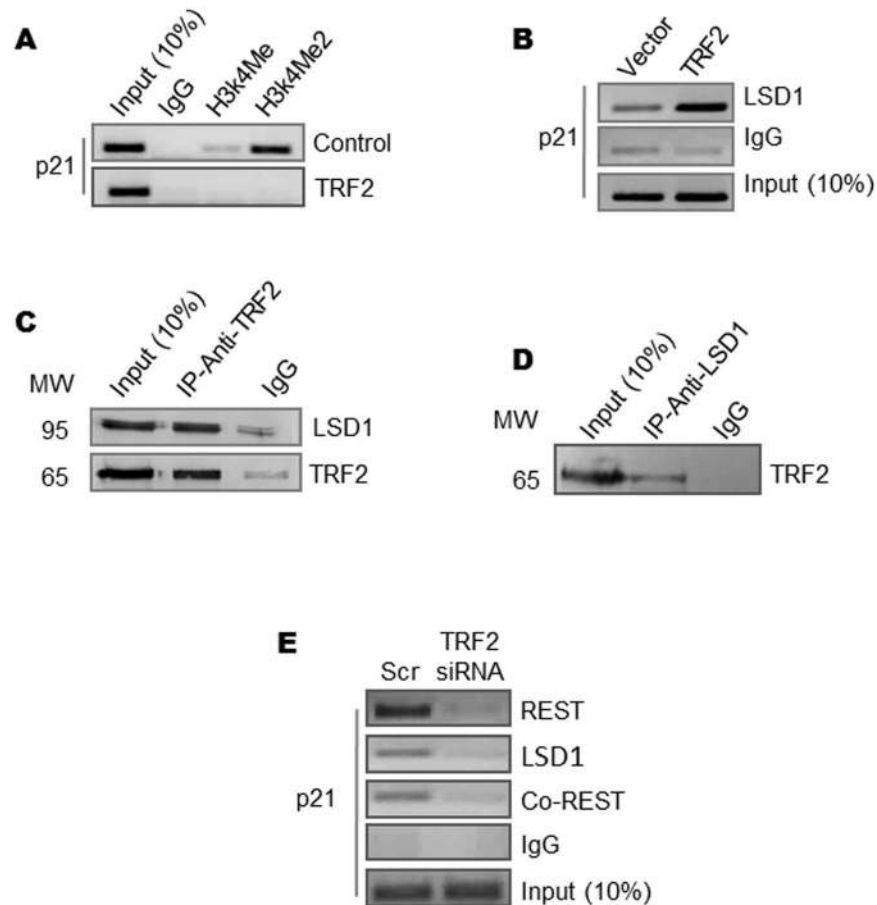 A
Input (10%)
IgG
H3k4Me
H3k4Me2
p21
Control
TRF2
B
Vector
TRF2
p21
LSD1
IgG
Input (10%)
C
MW
Input (10%)
IP-Anti-TRF2
IgG
95
LSD1
65
TRF2
D
MW
Input (10%)
IP-Anti-LSD1
IgG
65
TRF2
E
Scr
TRF2
siRNA
p21
REST
LSD1
Co-REST
IgG
Input (10%)